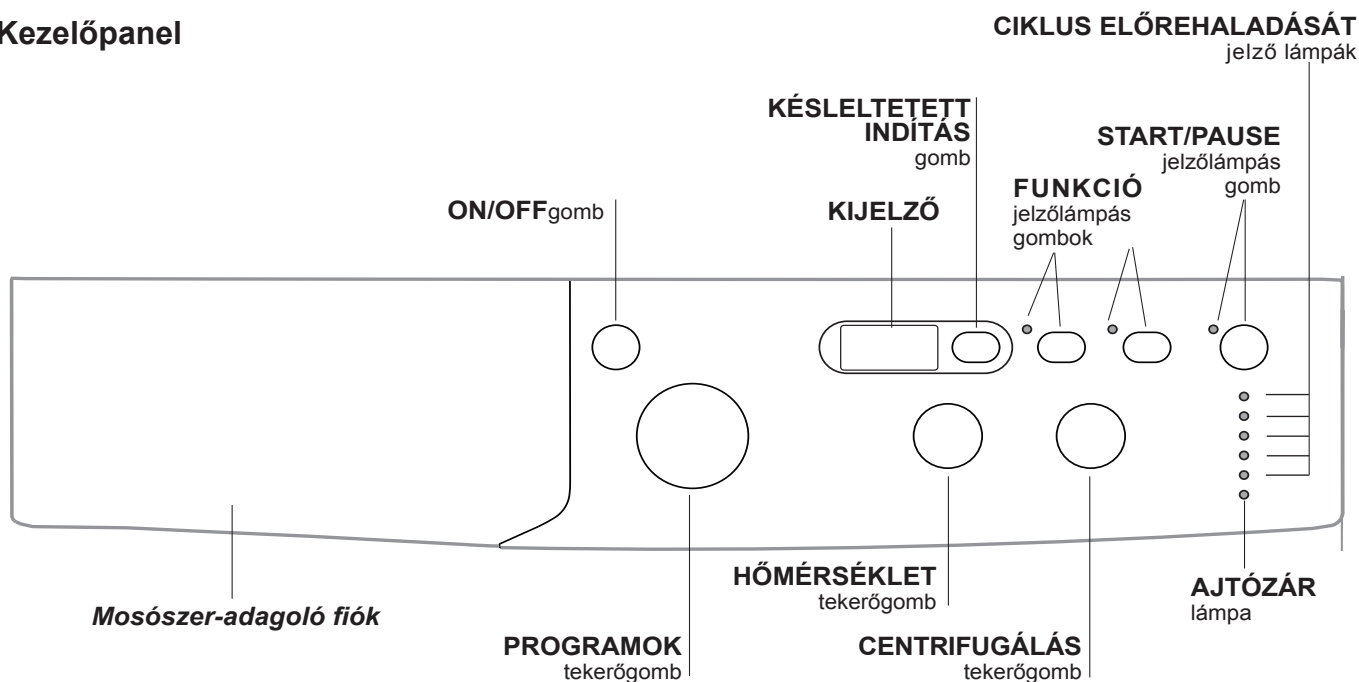 Kezelőpanel
CIKLUS ELŐREHALADÁSÁT
jelző lámpák
KÉSLELTETETT
INDÍTÁS
gomb
START/PAUSE
jelzőlámpás
gomb
FUNKCIÓ
jelzőlámpás
gombok
ON/OFFgomb
KIJELZŐ
HŐMÉRSÉKLET
tekerőgomb
AJTÓZÁR
lámpa
Mosószer-adagoló fiók
PROGRAMOK
tekerőgomb
CENTRIFUGÁLÁS
tekerőgomb